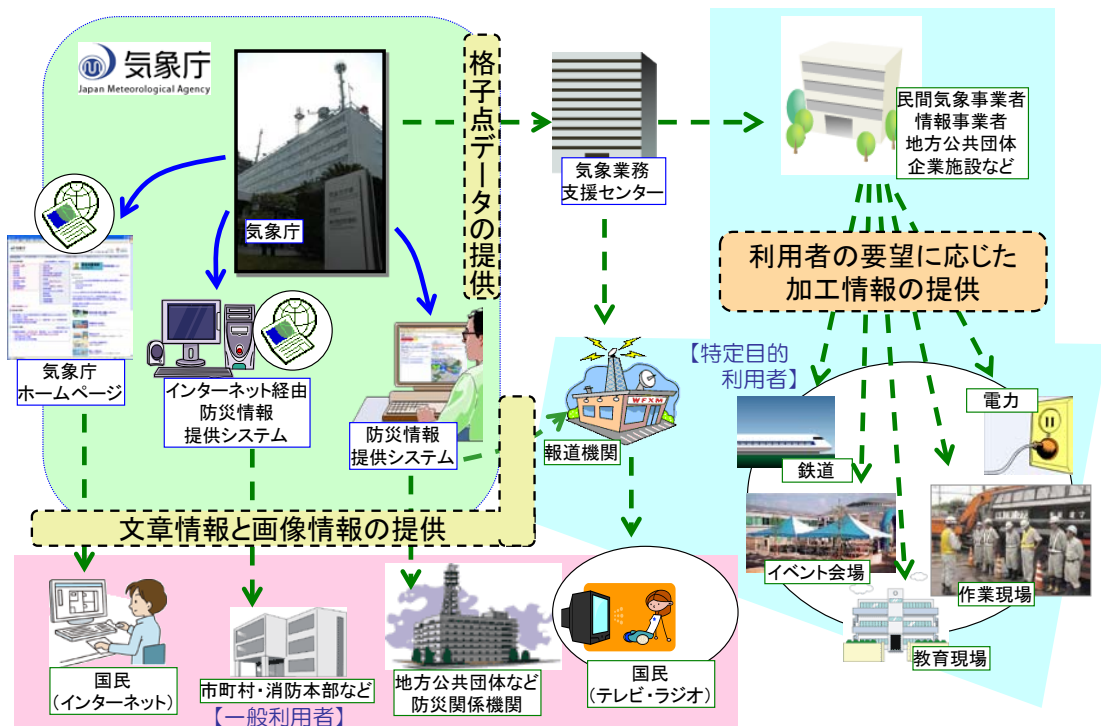 気象庁
Japan Meteorological Agency
格子点データの提供
気象庁
気象業務
支援センター
民間気象事業者
情報事業者
地方公共団体
企業施設など
利用者の要望に応じた
加工情報の提供
気象庁
ホームページ
インターネット経由
防災情報
提供システム
防災情報
提供システム
WFXM
報道機関
【特定目的
利用者】
電力
鉄道
イベント会場
作業現場
教育現場
文章情報と画像情報の提供
国民
(インターネット)
市町村・消防本部など
【一般利用者】
地方公共団体など
防災関係機関
国民
(テレビ・ラジオ)